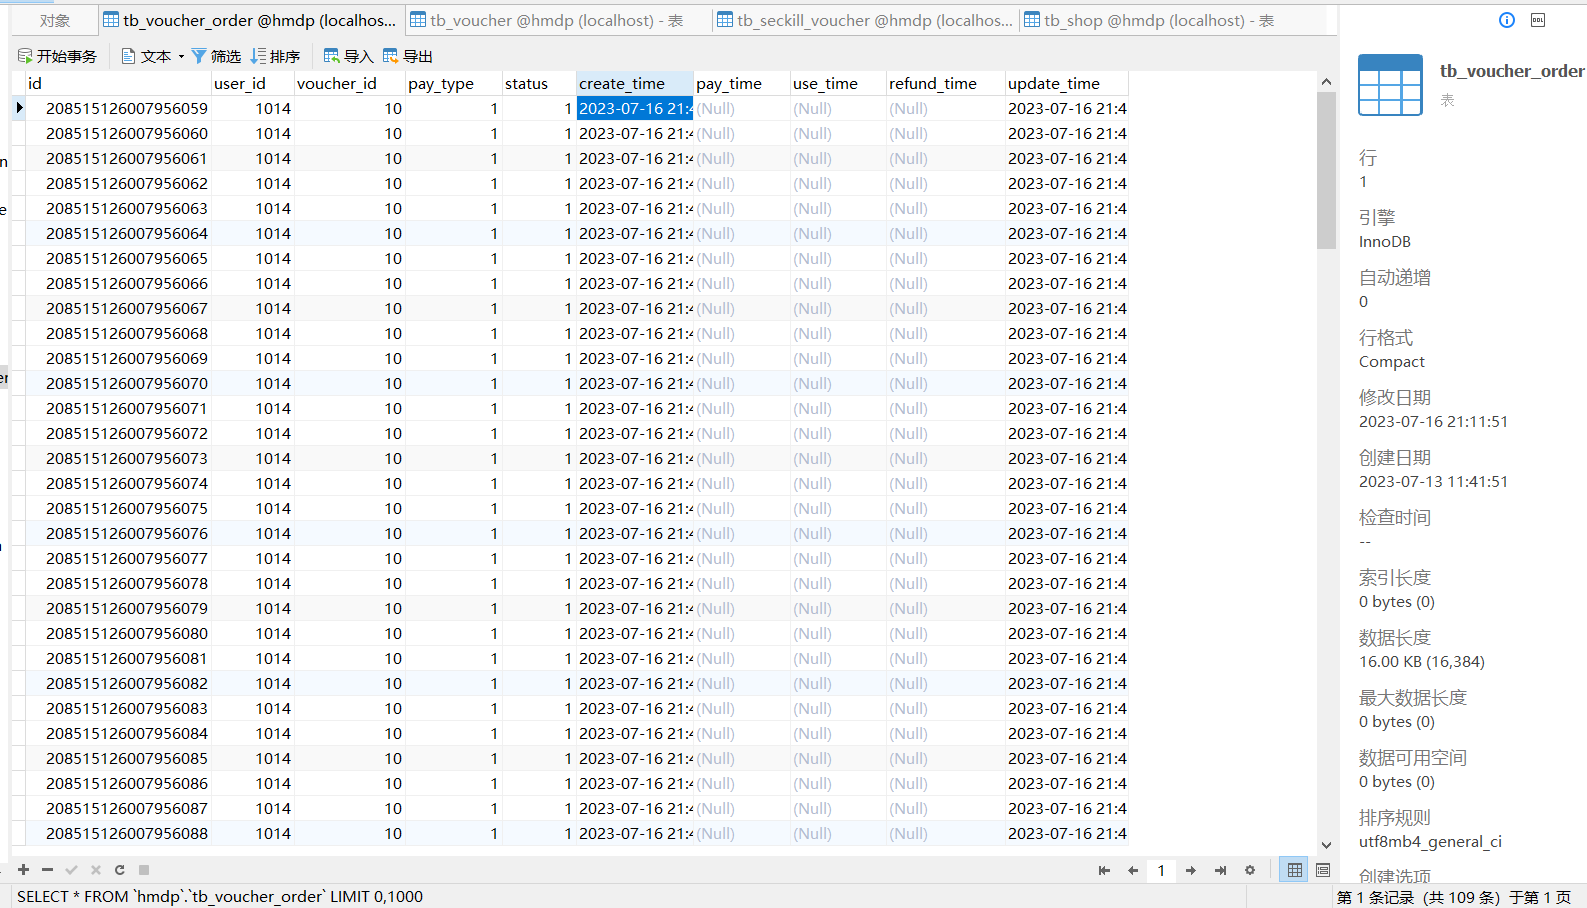 对象 tb_voucher_order @hmdp (localhos... tb_voucher @hmdp (localhost) - 表 tb_seckill_voucher @hmdp (localhos... tb_shop @hmdp (localhost) - 表
开始事务 文本 筛选 排序 导入 导出
id user_id voucher_id pay_type status create_time pay_time use_time refund_time update_time
208515126007956059 1014 10 1 1 2023-07-16 21:4 (Null) (Null) (Null) 2023-07-16 21:4
208515126007956060 1014 10 1 1 2023-07-16 21:4 (Null) (Null) (Null) 2023-07-16 21:4
208515126007956061 1014 10 1 1 2023-07-16 21:4 (Null) (Null) (Null) 2023-07-16 21:4
208515126007956062 1014 10 1 1 2023-07-16 21:4 (Null) (Null) (Null) 2023-07-16 21:4
208515126007956063 1014 10 1 1 2023-07-16 21:4 (Null) (Null) (Null) 2023-07-16 21:4
208515126007956064 1014 10 1 1 2023-07-16 21:4 (Null) (Null) (Null) 2023-07-16 21:4
208515126007956065 1014 10 1 1 2023-07-16 21:4 (Null) (Null) (Null) 2023-07-16 21:4
208515126007956066 1014 10 1 1 2023-07-16 21:4 (Null) (Null) (Null) 2023-07-16 21:4
208515126007956067 1014 10 1 1 2023-07-16 21:4 (Null) (Null) (Null) 2023-07-16 21:4
208515126007956068 1014 10 1 1 2023-07-16 21:4 (Null) (Null) (Null) 2023-07-16 21:4
208515126007956069 1014 10 1 1 2023-07-16 21:4 (Null) (Null) (Null) 2023-07-16 21:4
208515126007956070 1014 10 1 1 2023-07-16 21:4 (Null) (Null) (Null) 2023-07-16 21:4
208515126007956071 1014 10 1 1 2023-07-16 21:4 (Null) (Null) (Null) 2023-07-16 21:4
208515126007956072 1014 10 1 1 2023-07-16 21:4 (Null) (Null) (Null) 2023-07-16 21:4
208515126007956073 1014 10 1 1 2023-07-16 21:4 (Null) (Null) (Null) 2023-07-16 21:4
208515126007956074 1014 10 1 1 2023-07-16 21:4 (Null) (Null) (Null) 2023-07-16 21:4
208515126007956075 1014 10 1 1 2023-07-16 21:4 (Null) (Null) (Null) 2023-07-16 21:4
208515126007956076 1014 10 1 1 2023-07-16 21:4 (Null) (Null) (Null) 2023-07-16 21:4
208515126007956077 1014 10 1 1 2023-07-16 21:4 (Null) (Null) (Null) 2023-07-16 21:4
208515126007956078 1014 10 1 1 2023-07-16 21:4 (Null) (Null) (Null) 2023-07-16 21:4
208515126007956079 1014 10 1 1 2023-07-16 21:4 (Null) (Null) (Null) 2023-07-16 21:4
208515126007956080 1014 10 1 1 2023-07-16 21:4 (Null) (Null) (Null) 2023-07-16 21:4
208515126007956081 1014 10 1 1 2023-07-16 21:4 (Null) (Null) (Null) 2023-07-16 21:4
208515126007956082 1014 10 1 1 2023-07-16 21:4 (Null) (Null) (Null) 2023-07-16 21:4
208515126007956083 1014 10 1 1 2023-07-16 21:4 (Null) (Null) (Null) 2023-07-16 21:4
208515126007956084 1014 10 1 1 2023-07-16 21:4 (Null) (Null) (Null) 2023-07-16 21:4
208515126007956085 1014 10 1 1 2023-07-16 21:4 (Null) (Null) (Null) 2023-07-16 21:4
208515126007956086 1014 10 1 1 2023-07-16 21:4 (Null) (Null) (Null) 2023-07-16 21:4
208515126007956087 1014 10 1 1 2023-07-16 21:4 (Null) (Null) (Null) 2023-07-16 21:4
208515126007956088 1014 10 1 1 2023-07-16 21:4 (Null) (Null) (Null) 2023-07-16 21:4
1
SELECT * FROM `hmdp`.`tb_voucher_order` LIMIT 0,1000
第 1 条记录 (共 109 条) 于第 1 页
DDL
tb_voucher_order
表
行
1
引擎
InnoDB
自动递增
0
行格式
Compact
修改日期
2023-07-16 21:11:51
创建日期
2023-07-13 11:41:51
检查时间
--
索引长度
0 bytes (0)
数据长度
16.00 KB (16,384)
最大数据长度
0 bytes (0)
数据可用空间
0 bytes (0)
排序规则
utf8mb4_general_ci
创建选项